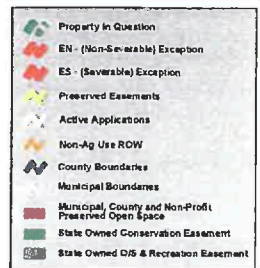 Property In Question
EN - (Non-Severable) Exception
ES - (Severable) Exception
Preserved Easements
Active Applications
Non-Ag Use ROW
County Boundaries
Municipal Boundaries
Municipal, County and Non-Profit
Preserved Open Space
State Owned Conservation Easement
State Owned O/S & Recreation Easement